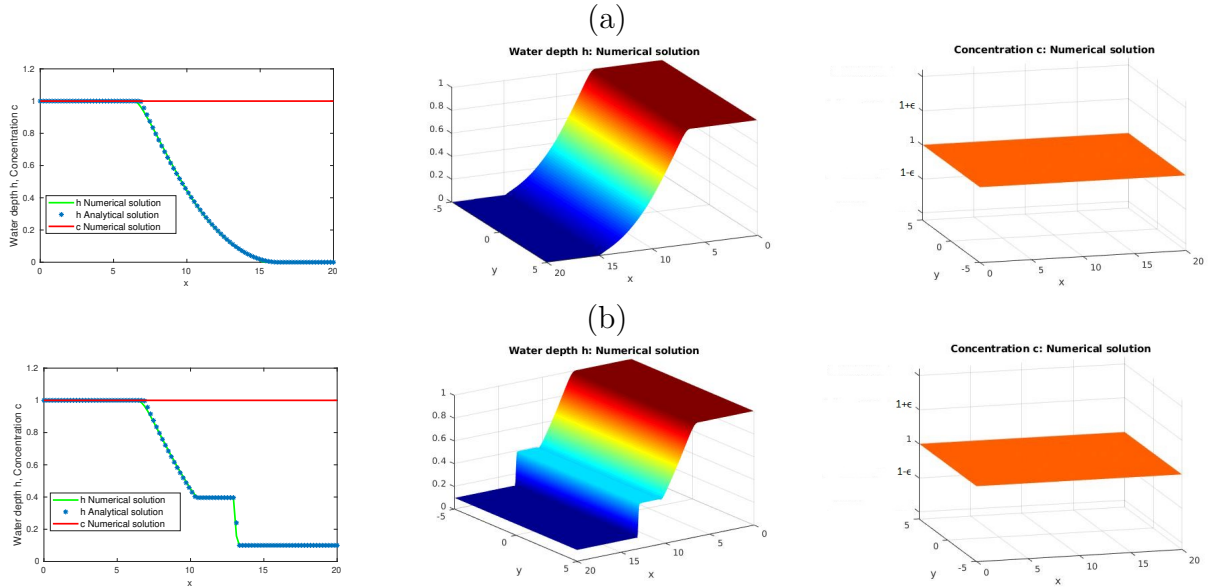 (a)
Water depth h, Concentration c
1.2
1
0.8
0.6
0.4
0.2
0
h Numerical solution
h Analytical solution
c Numerical solution
0 5 10 15 20
x
Water depth h: Numerical solution
1
0.8
0.6
0.4
0.2
0
-5
0
5
y
20 15 10 5 0
x
Concentration c: Numerical solution
1+ϵ
1
1-ϵ
5
0
-5
y
0 5 10 15 20
x
(b)
Water depth h, Concentration c
1.2
1
0.8
0.6
0.4
0.2
0
h Numerical solution
h Analytical solution
c Numerical solution
0 5 10 15 20
x
Water depth h: Numerical solution
1
0.8
0.6
0.4
0.2
0
-5
0
5
y
20 15 10 5 0
x
Concentration c: Numerical solution
1+ϵ
1
1-ϵ
5
0
-5
y
0 5 10 15 20
x